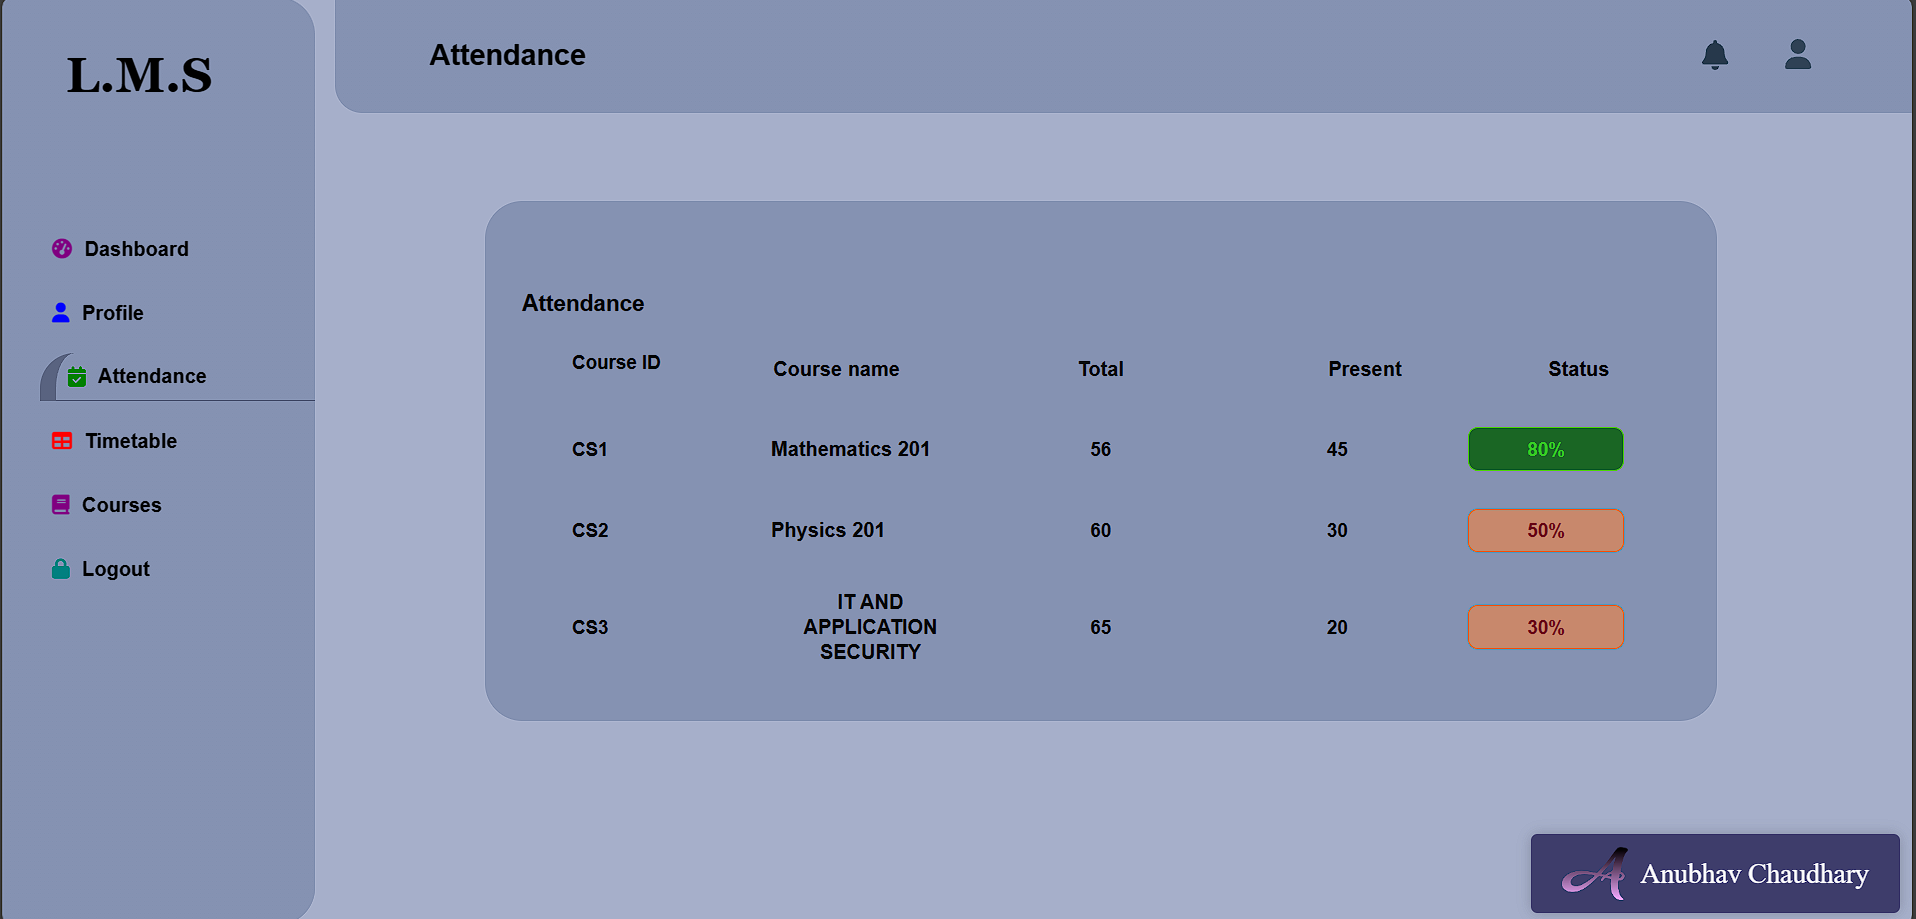 L.M.S
Attendance
Dashboard
Profile
Attendance
Timetable
Courses
Logout
Attendance
Course ID Course name Total Present Status
CS1 Mathematics 201 56 45 80%
CS2 Physics 201 60 30 50%
IT AND
APPLICATION
SECURITY
CS3 65 20 30%
Anubhav Chaudhary